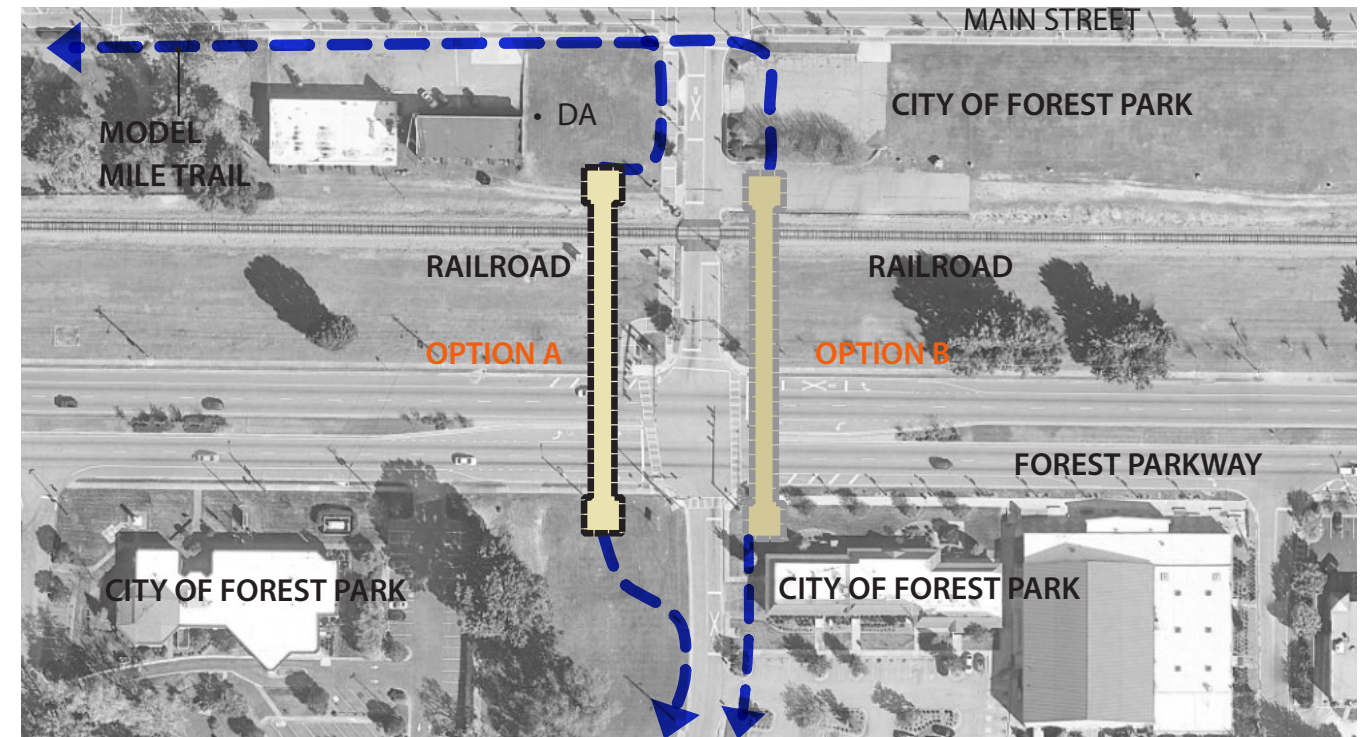 MAIN STREET
CITY OF FOREST PARK
• DA
MODEL
MILE TRAIL
RAILROAD
RAILROAD
OPTION A
OPTION B
FOREST PARKWAY
CITY OF FOREST PARK
CITY OF FOREST PARK